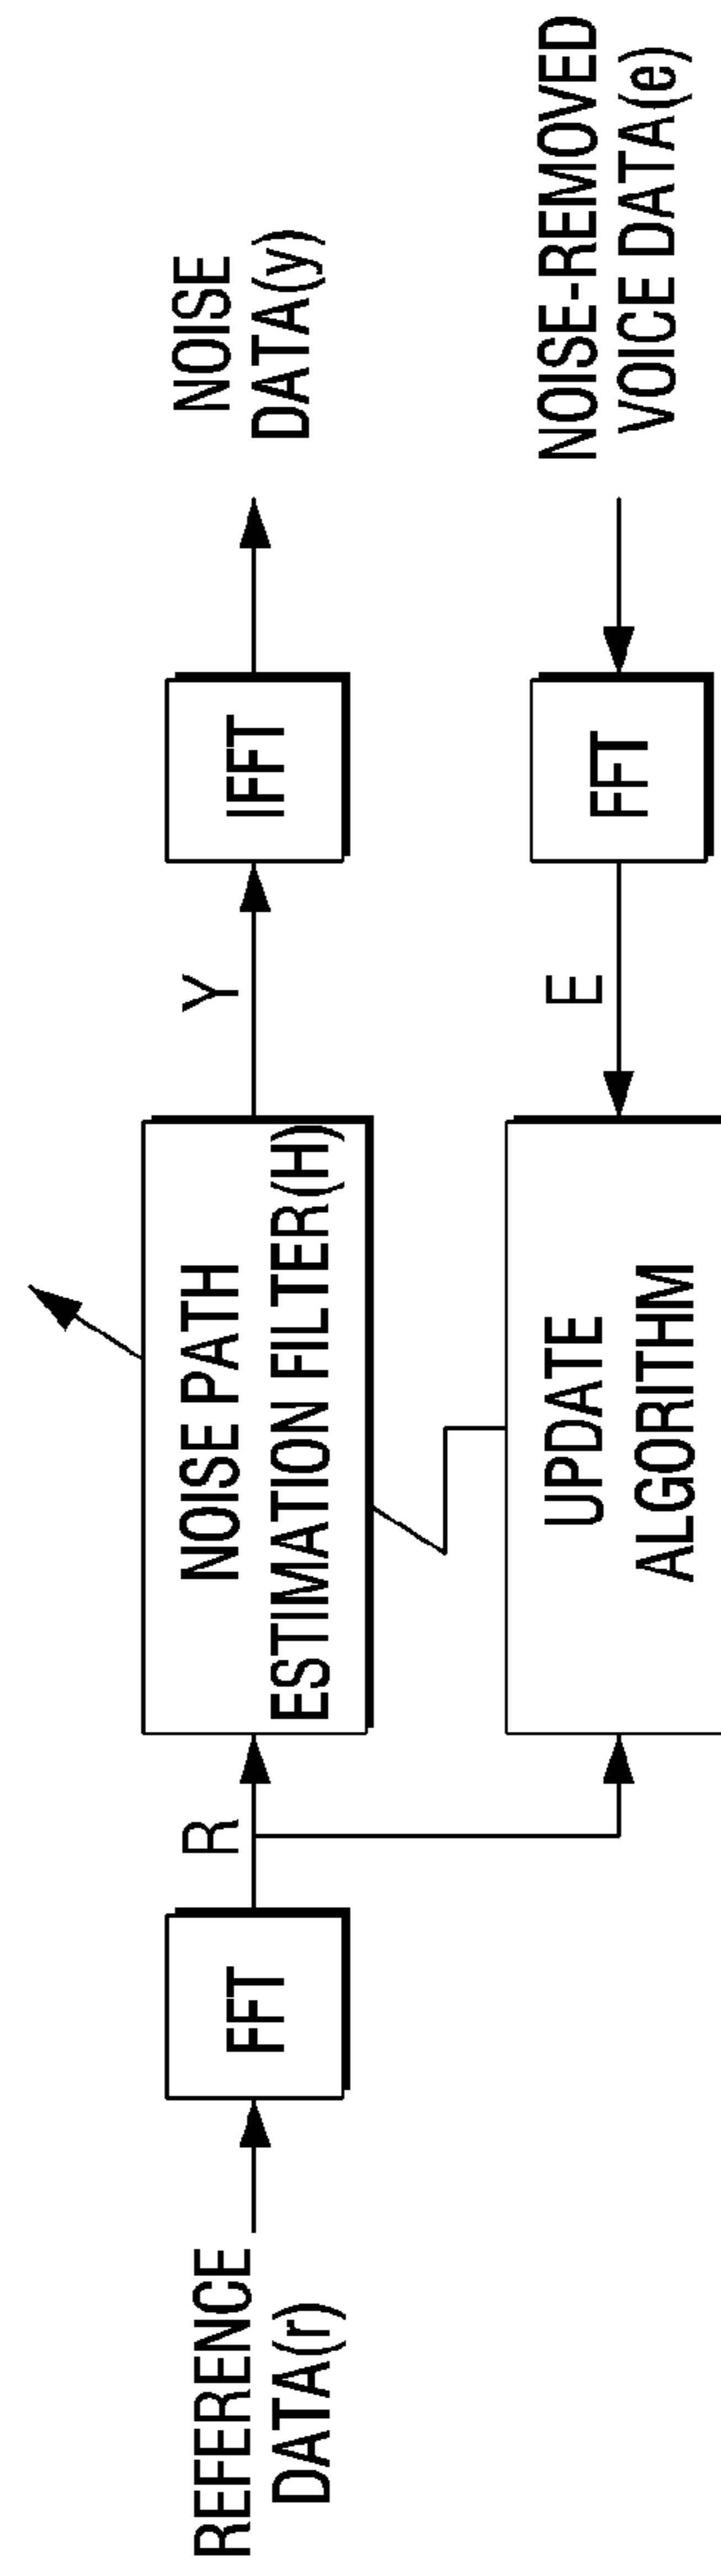 REFERENCE
DATA(r)
FFT
R
NOISE PATH
ESTIMATION FILTER(H)
Y
IFFT
NOISE
DATA(y)
UPDATE
ALGORITHM
E
FFT
NOISE-REMOVED
VOICE DATA(e)